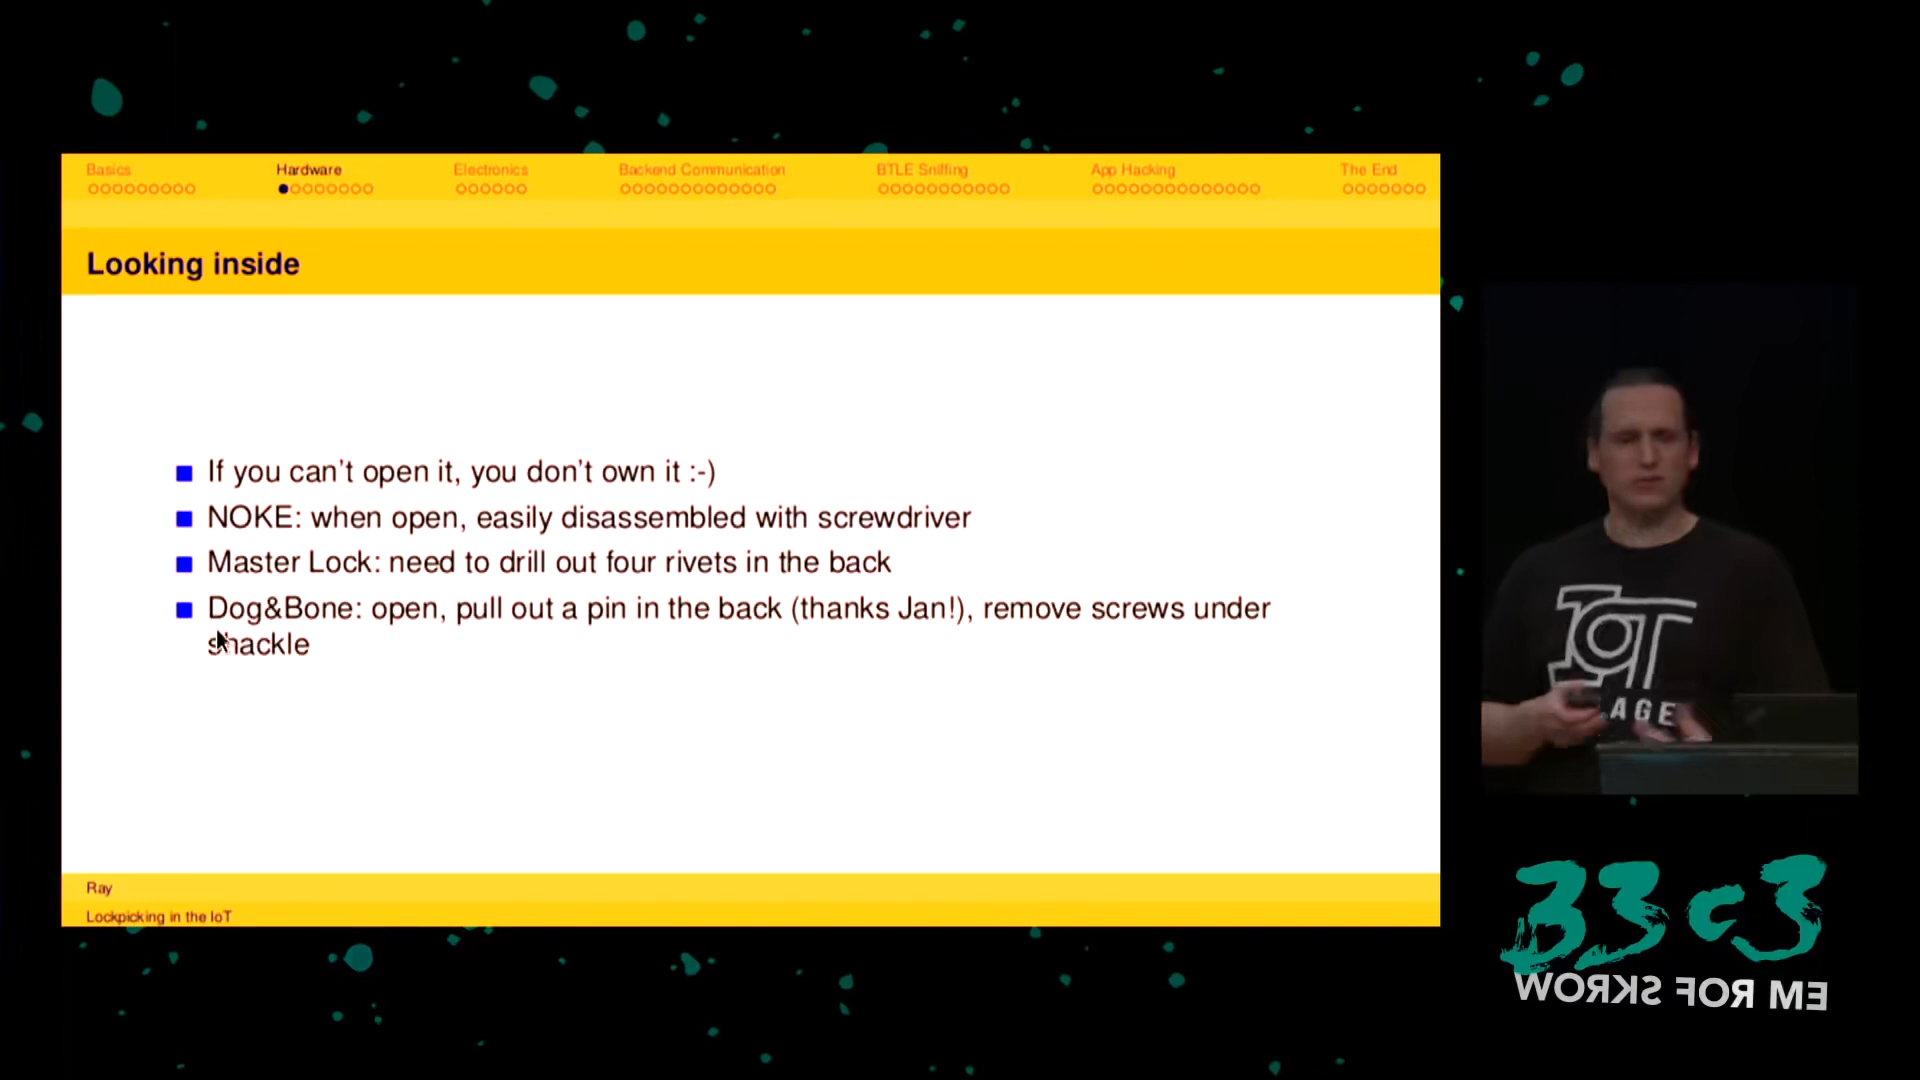 Basics Hardware Electronics Backend Communication BTLE Sniffing App Hacking The End
Looking inside
If you can't open it, you don't own it :-)
NOKE: when open, easily disassembled with screwdriver
Master Lock: need to drill out four rivets in the back
Dog&Bone: open, pull out a pin in the back (thanks Jan!), remove screws under
shackle
Ray
Lockpicking in the IoT
IOT
AGE
33c3
WORKS FOR ME